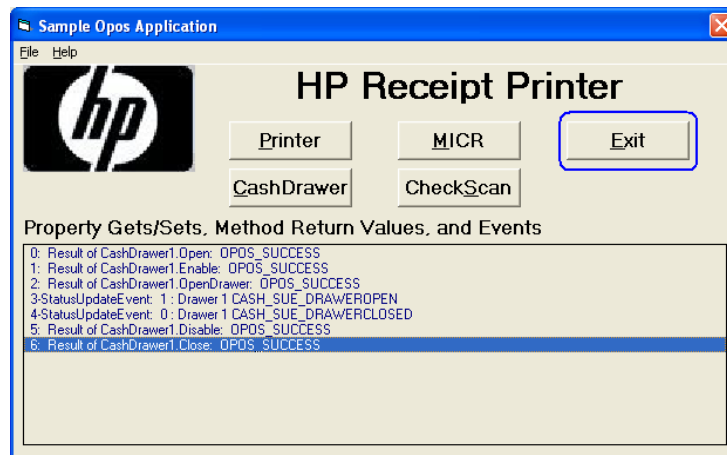 Sample Opos Application
File Help
hp
HP Receipt Printer
Printer MICR Exit
CashDrawer CheckScan
Property Gets/Sets, Method Return Values, and Events
0: Result of CashDrawer1.Open: OPOS_SUCCESS
1: Result of CashDrawer1.Enable: OPOS_SUCCESS
2: Result of CashDrawer1.OpenDrawer: OPOS_SUCCESS
3-StatusUpdateEvent: 1 : Drawer 1 CASH_SUE_DRAWEROPEN
4-StatusUpdateEvent: 0 : Drawer 1 CASH_SUE_DRAWERCLOSED
5: Result of CashDrawer1.Disable: OPOS_SUCCESS
6: Result of CashDrawer1.Close: OPOS_SUCCESS